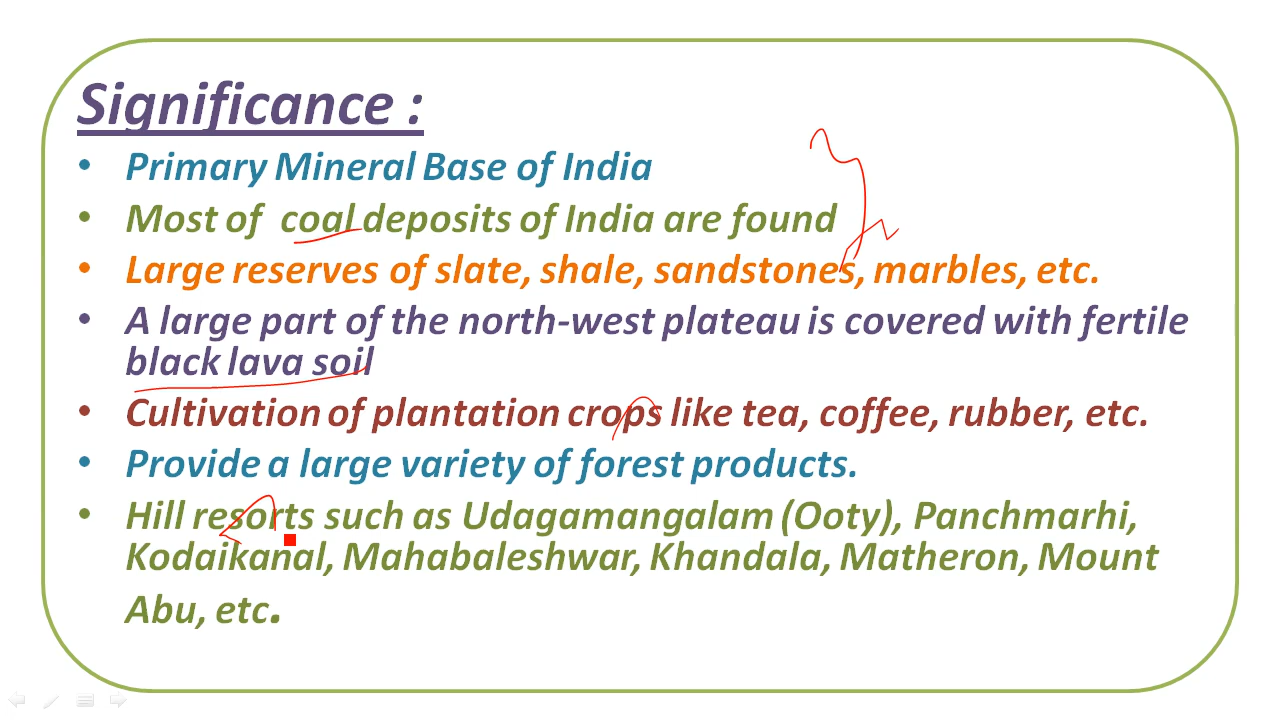 Significance :
• Primary Mineral Base of India
• Most of coal deposits of India are found
• Large reserves of slate, shale, sandstones, marbles, etc.
• A large part of the north-west plateau is covered with fertile
black lava soil
• Cultivation of plantation crops like tea, coffee, rubber, etc.
• Provide a large variety of forest products.
• Hill resorts such as Udagamangalam (Ooty), Panchmarhi,
Kodaikanal, Mahabaleshwar, Khandala, Matheron, Mount
Abu, etc.